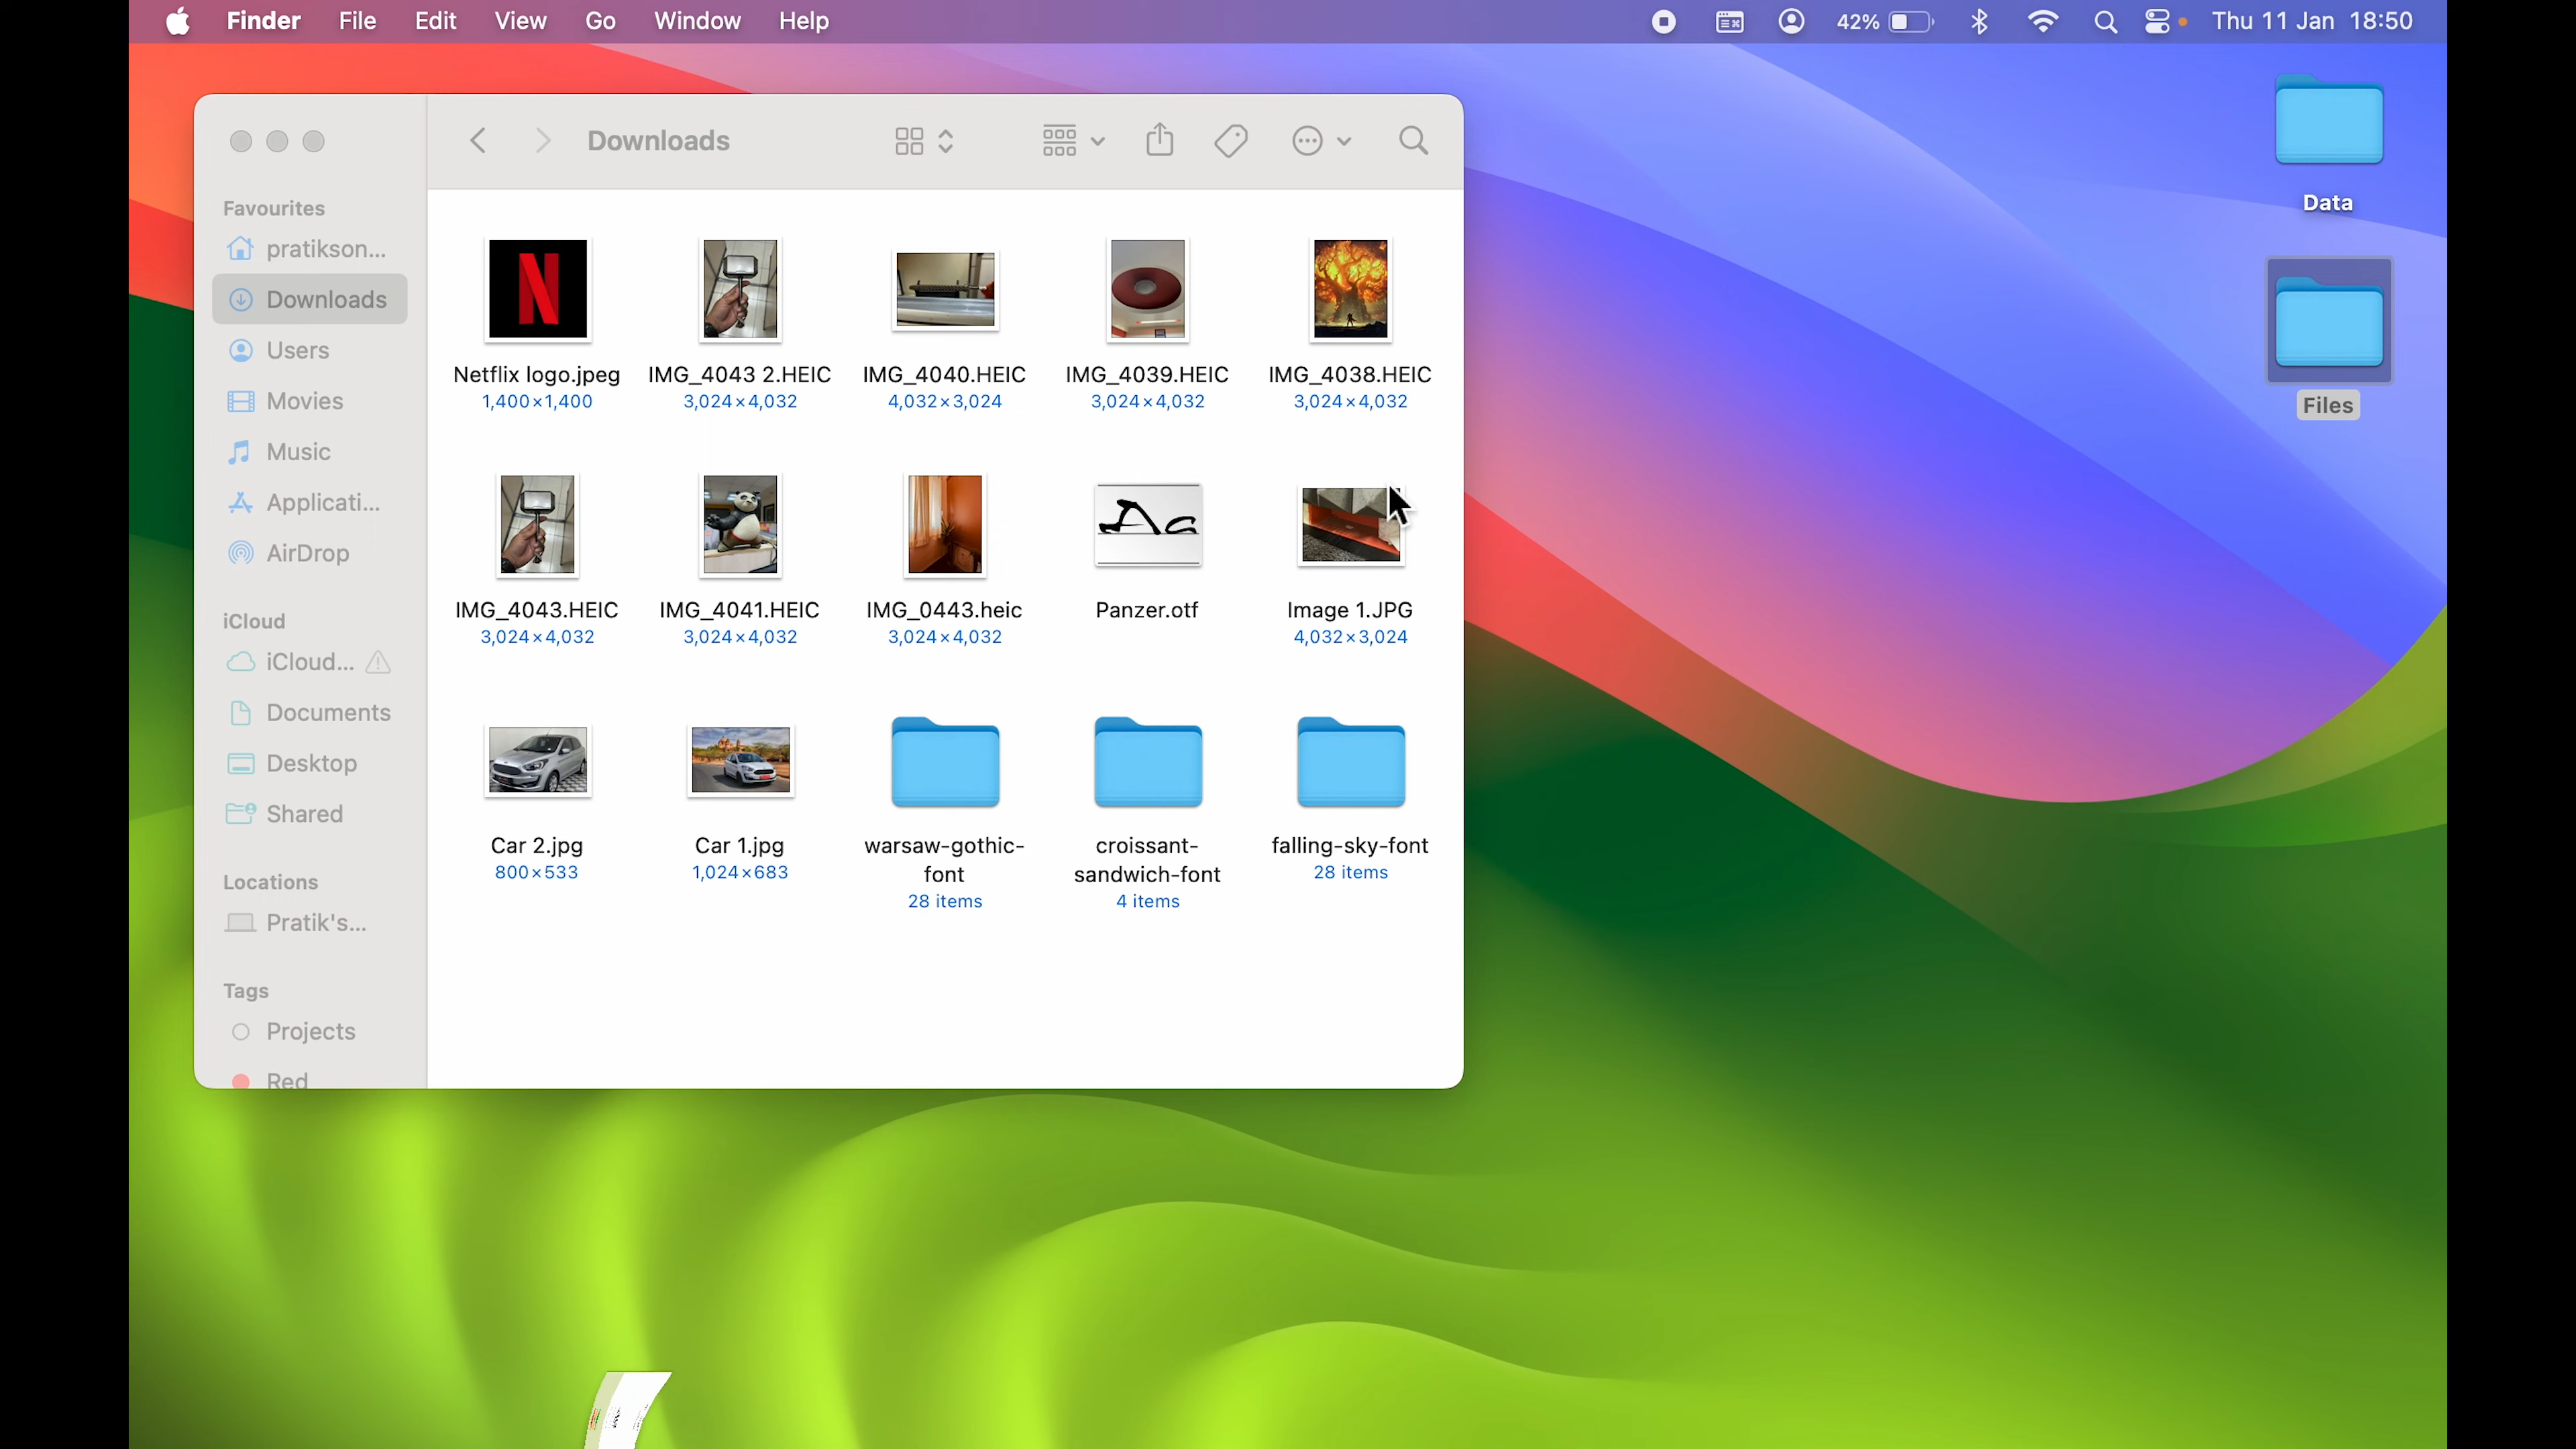 Finder File Edit View Go Window Help 42% Thu 11 Jan 18:50
Downloads
Favourites
pratikson...
Downloads
Users
Movies
Music
Applicati...
AirDrop
iCloud
iCloud...
Documents
Desktop
Shared
Locations
Pratik's...
Tags
Projects
Red
N
Netflix logo.jpeg
1,400×1,400
IMG_4043 2.HEIC
3,024×4,032
IMG_4040.HEIC
4,032×3,024
IMG_4039.HEIC
3,024×4,032
IMG_4038.HEIC
3,024×4,032
IMG_4043.HEIC
3,024×4,032
IMG_4041.HEIC
3,024×4,032
IMG_0443.heic
3,024×4,032
Aa
Panzer.otf
Image 1.JPG
4,032×3,024
Car 2.jpg
800×533
Car 1.jpg
1,024×683
warsaw-gothic-
font
28 items
croissant-
sandwich-font
4 items
falling-sky-font
28 items
Data
Files